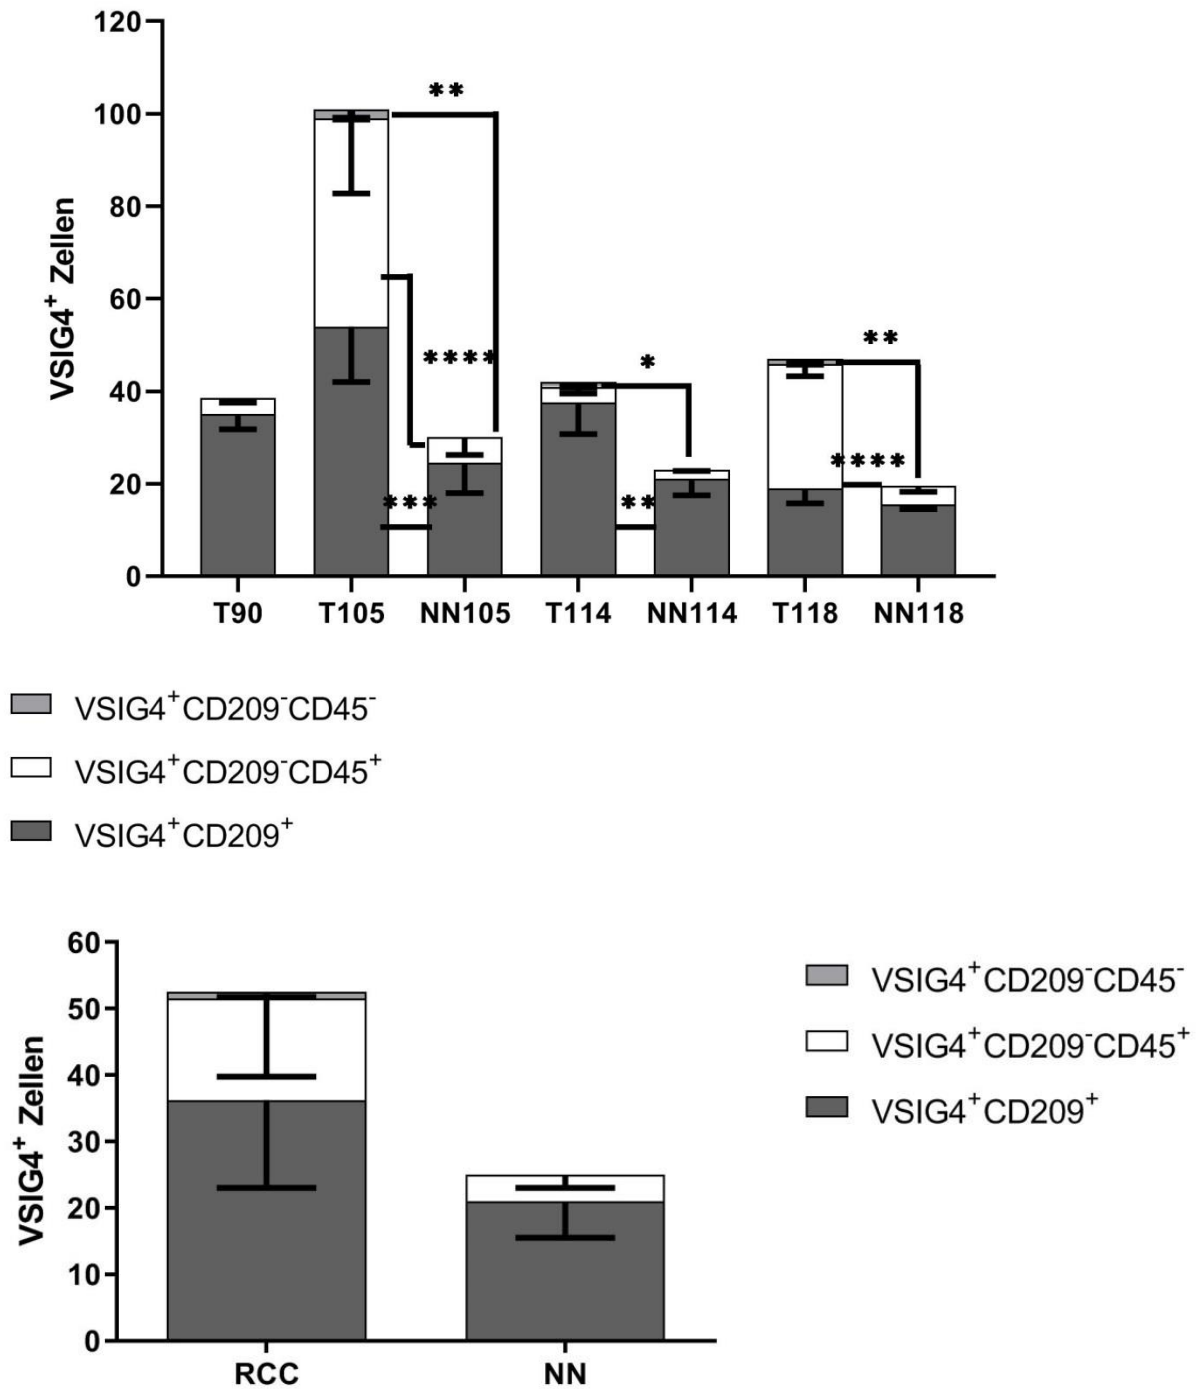 120
100
80
60
40
20
0
VSIG4⁺ Zellen
**
****
***
*
**
**
****
T90 T105 NN105 T114 NN114 T118 NN118
VSIG4⁺CD209⁻CD45⁻
VSIG4⁺CD209⁻CD45⁺
VSIG4⁺CD209⁺
60
50
40
30
20
10
0
VSIG4⁺ Zellen
RCC NN
VSIG4⁺CD209⁻CD45⁻
VSIG4⁺CD209⁻CD45⁺
VSIG4⁺CD209⁺